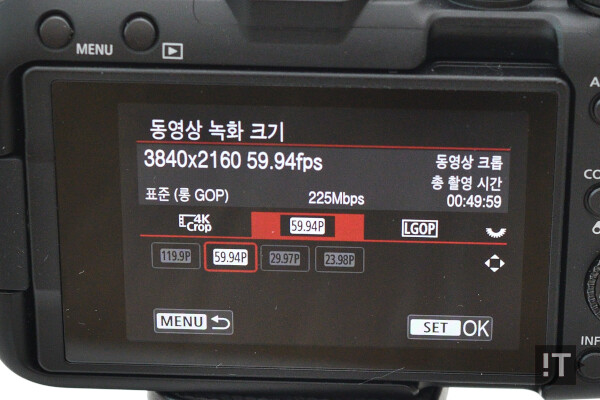 MENU
동영상 녹화 크기
3840x2160 59.94fps 동영상 크롭
총 촬영 시간
표준 (롱 GOP) 225Mbps 00:49:59
4K Crop 59.94P LGOP
119.9P 59.94P 29.97P 23.98P
MENU SET OK
INF
!T